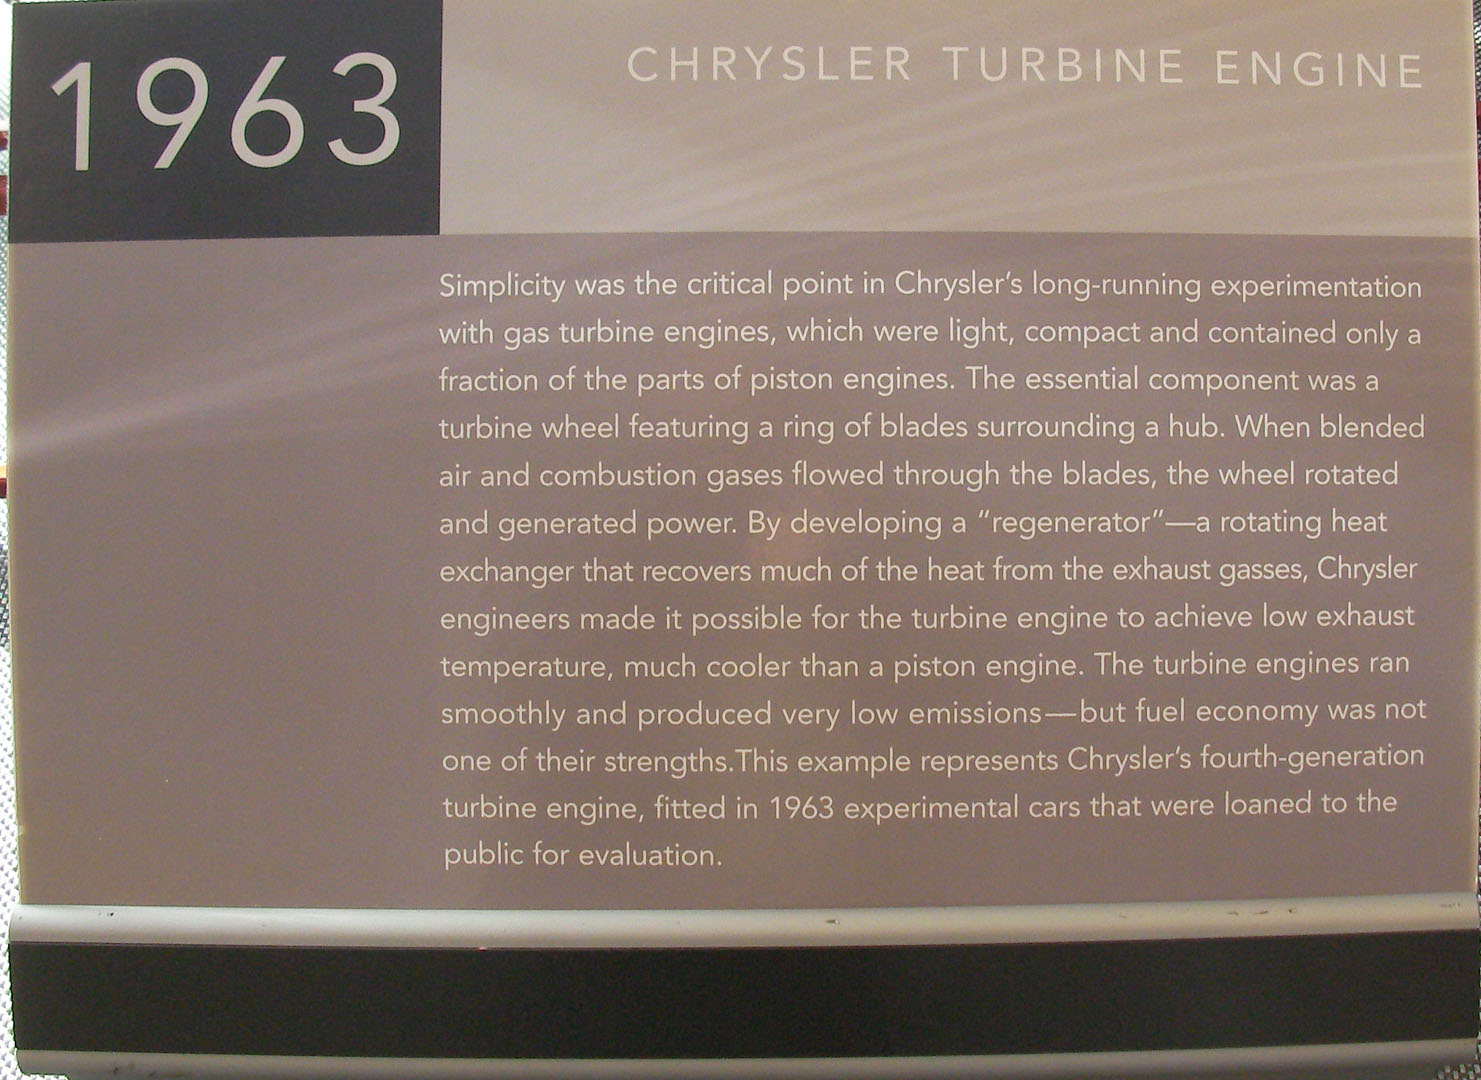 1963
CHRYSLER TURBINE ENGINE
Simplicity was the critical point in Chrysler's long-running experimentation
with gas turbine engines, which were light, compact and contained only a
fraction of the parts of piston engines. The essential component was a
turbine wheel featuring a ring of blades surrounding a hub. When blended
air and combustion gases flowed through the blades, the wheel rotated
and generated power. By developing a "regenerator"—a rotating heat
exchanger that recovers much of the heat from the exhaust gasses, Chrysler
engineers made it possible for the turbine engine to achieve low exhaust
temperature, much cooler than a piston engine. The turbine engines ran
smoothly and produced very low emissions—but fuel economy was not
one of their strengths.This example represents Chrysler's fourth-generation
turbine engine, fitted in 1963 experimental cars that were loaned to the
public for evaluation.